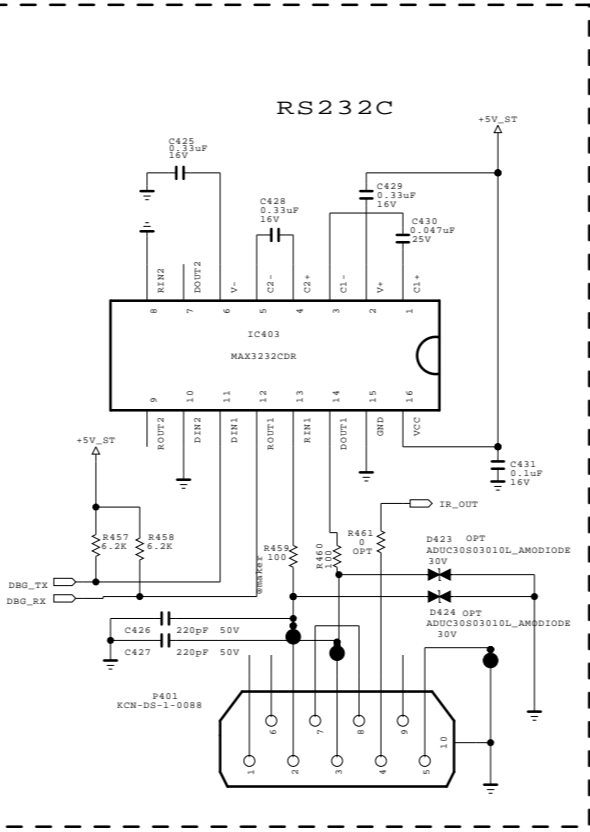 RS232C
+5V_ST
C425
0.33uF
16V
C428
0.33uF
16V
C429
0.33uF
16V
C430
0.047uF
25V
RIN2
DOUT2
V-
C2-
C2+
C1-
V+
C1+
8
7
6
5
4
3
2
1
IC403
MAX3232CDR
9
10
11
12
13
14
15
16
ROUT2
DIN2
DIN1
ROUT1
RIN1
DOUT1
GND
VCC
+5V_ST
C431
0.1uF
16V
IR_OUT
R457
6.2K
R458
6.2K
R459
100
R460
100
R461
0
OPT
@maker
D423 OPT
ADUC30S03010L_AMODIODE
30V
DBG_TX
DBG_RX
D424 OPT
ADUC30S03010L_AMODIODE
30V
C426 220pF 50V
C427 220pF 50V
P401
KCN-DS-1-0088
6
7
8
9
10
1
2
3
4
5